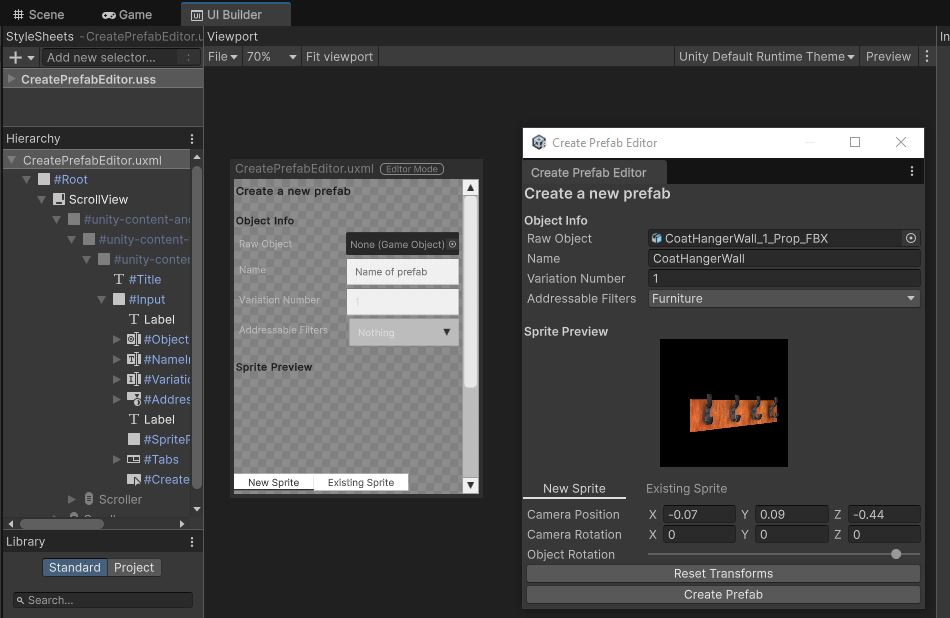 Scene
Game
UI Builder
StyleSheets - CreatePrefabEditor.u
Add new selector...
CreatePrefabEditor.uss
Hierarchy
CreatePrefabEditor.uxml
#Root
ScrollView
#unity-content-and
#unity-content-
#unity-conte
#Title
#Input
Label
#Object
#NameI
#Variati
#Addres
Label
#SpriteP
#Tabs
#Create
Scroller
Library
Standard
Project
Search...
Viewport
File
70%
Fit viewport
Unity Default Runtime Theme
Preview
In
CreatePrefabEditor.uxml
Editor Mode
Create a new prefab
Object Info
Raw Object
None (Game Object)
Name
Name of prefab
Variation Number
1
Addressable Filters
Nothing
Sprite Preview
New Sprite
Existing Sprite
Create Prefab Editor
Create Prefab Editor
Create a new prefab
Object Info
Raw Object
CoatHangerWall_1_Prop_FBX
Name
CoatHangerWall
Variation Number
1
Addressable Filters
Furniture
Sprite Preview
New Sprite
Existing Sprite
Camera Position X -0.07 Y 0.09 Z -0.44
Camera Rotation X 0 Y 0 Z 0
Object Rotation
Reset Transforms
Create Prefab